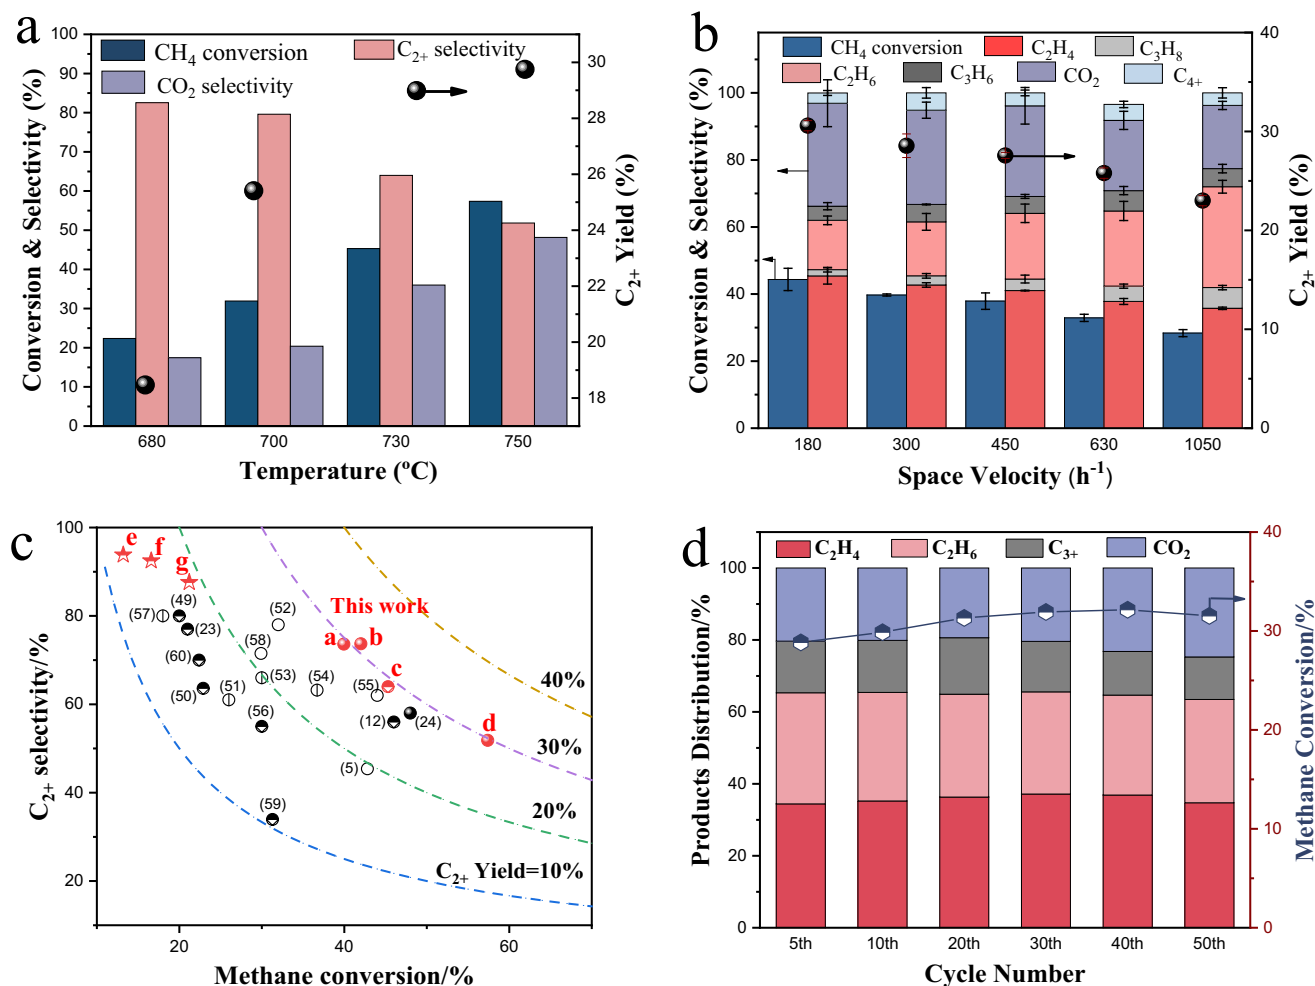 a
CH4 conversion
C2+ selectivity
CO2 selectivity
Conversion & Selectivity (%)
100
90
80
70
60
50
40
30
20
10
0
30
28
26
24
22
20
18
C2+ Yield (%)
680 700 730 750
Temperature (ºC)
b
CH4 conversion C2H4 C3H8
C2H6 C3H6 CO2 C4+
Conversion & Selectivity (%)
100
80
60
40
20
0
40
30
20
10
0
C2+ Yield (%)
180 300 450 630 1050
Space Velocity (h-1)
c
C2+ selectivity/%
100
80
60
40
20
e
f
g
(49)
(57)
(23)
(60)
(50)
(51)
(52)
(58)
(53)
(54)
(55)
(56)
(12)
(24)
(5)
(59)
This work
a b
c
d
40%
30%
20%
C2+ Yield=10%
20 40 60
Methane conversion/%
d
C2H4 C2H6 C3+ CO2
Products Distribution/%
100
80
60
40
20
0
40
30
20
10
0
Methane Conversion/%
5th 10th 20th 30th 40th 50th
Cycle Number